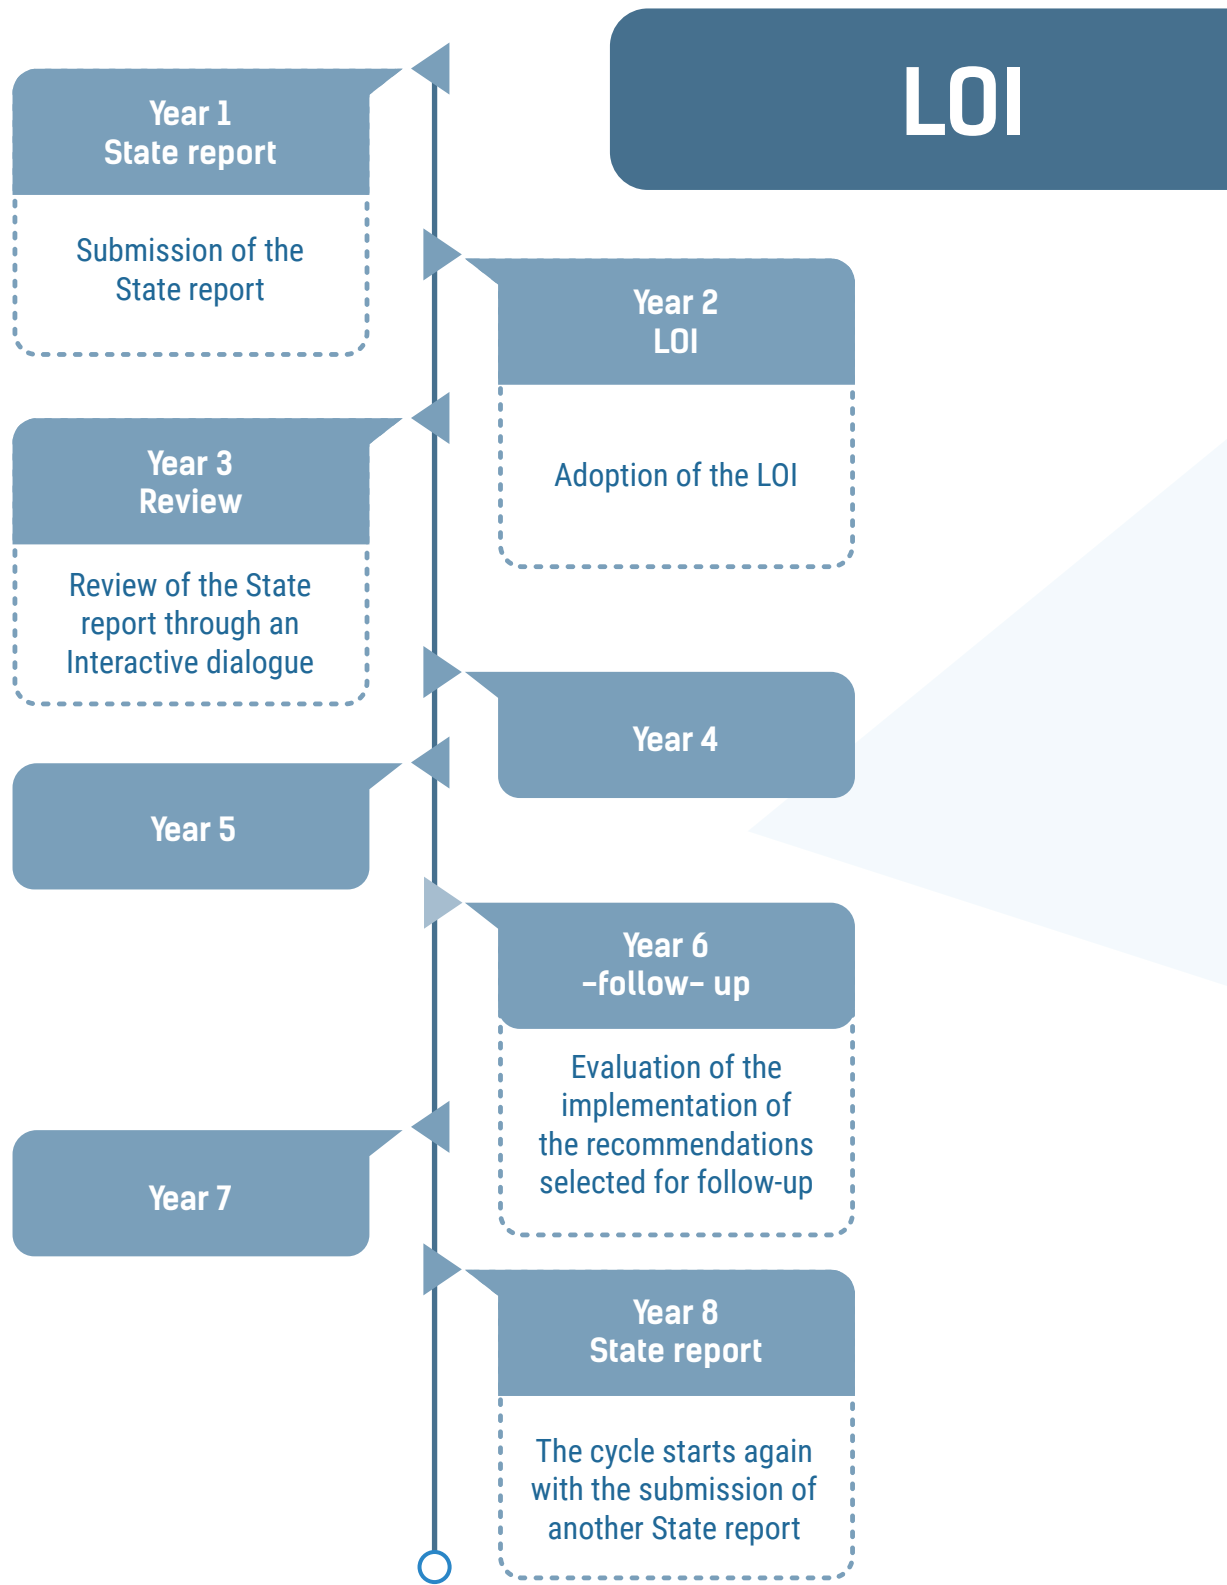 LOI
Year 1
State report
Submission of the
State report
Year 2
LOI
Adoption of the LOI
Year 3
Review
Review of the State
report through an
Interactive dialogue
Year 4
Year 5
Year 6
-follow- up
Evaluation of the
implementation of
the recommendations
selected for follow-up
Year 7
Year 8
State report
The cycle starts again
with the submission of
another State report